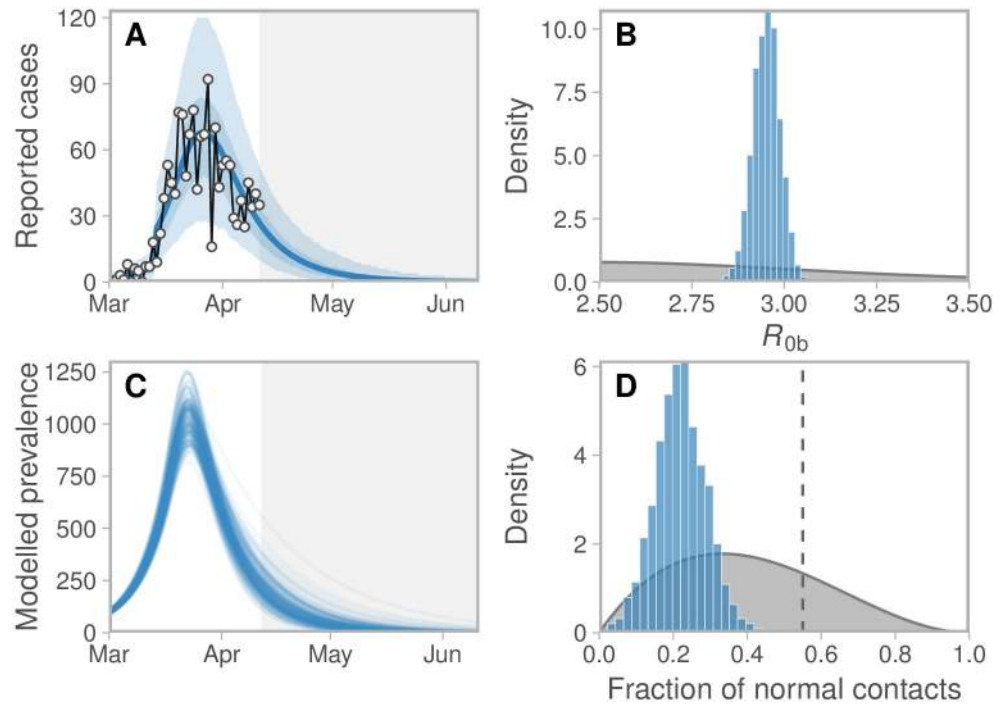 A
Reported cases
120
90
60
30
0
Mar Apr May Jun
B
Density
10.0
7.5
5.0
2.5
0.0
2.50 2.75 3.00 3.25 3.50
R0b
C
Modelled prevalence
1250
1000
750
500
250
0
Mar Apr May Jun
D
Density
6
4
2
0
0.0 0.2 0.4 0.6 0.8 1.0
Fraction of normal contacts